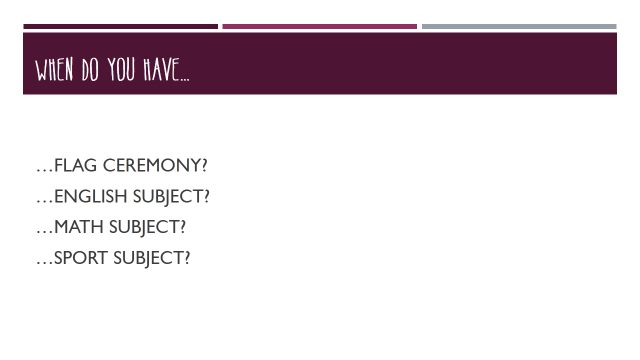 WHEN DO YOU HAVE...
...FLAG CEREMONY?
...ENGLISH SUBJECT?
...MATH SUBJECT?
...SPORT SUBJECT?